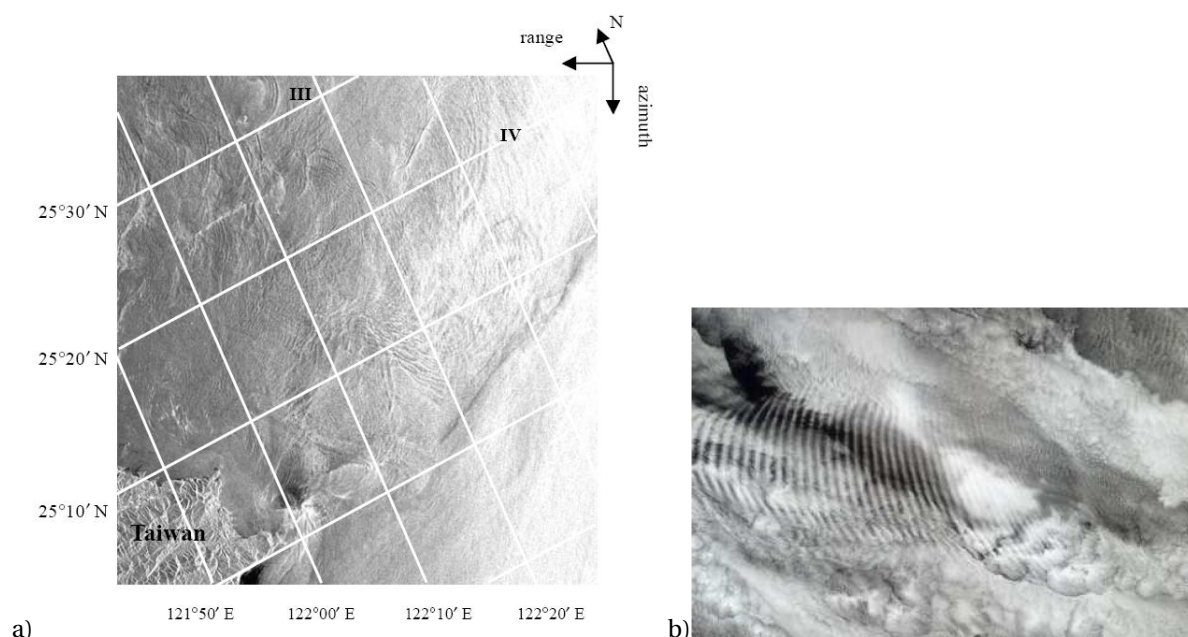 N
range
azimuth
III
IV
25°30′ N
25°20′ N
25°10′ N
Taiwan
121°50′ E 122°00′ E 122°10′ E 122°20′ E
a) b)